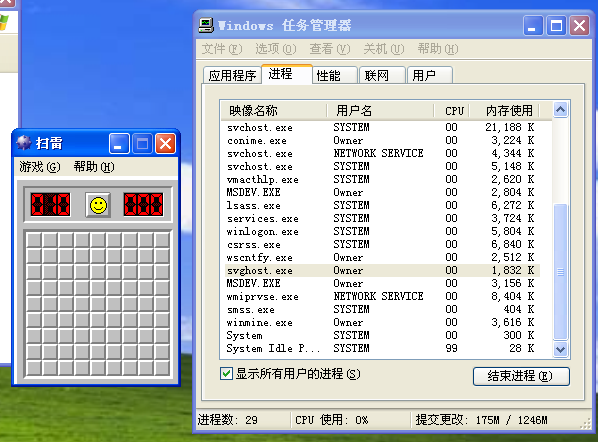 Windows 任务管理器
文件(F) 选项(O) 查看(V) 关机(U) 帮助(H)
应用程序 进程 性能 联网 用户
映像名称 用户名 CPU 内存使用
svchost.exe SYSTEM 00 21,188 K
conime.exe Owner 00 3,224 K
svchost.exe NETWORK SERVICE 00 4,344 K
svchost.exe SYSTEM 00 5,148 K
vmacthlp.exe SYSTEM 00 2,620 K
MSDEV.EXE Owner 00 2,804 K
lsass.exe SYSTEM 00 6,272 K
services.exe SYSTEM 00 3,724 K
winlogon.exe SYSTEM 00 5,804 K
csrss.exe SYSTEM 00 6,840 K
wscntfy.exe Owner 00 2,512 K
svghost.exe Owner 00 1,832 K
MSDEV.EXE Owner 00 3,156 K
wmiprvse.exe NETWORK SERVICE 00 8,404 K
smss.exe SYSTEM 00 404 K
winmine.exe Owner 00 3,616 K
System SYSTEM 00 300 K
System Idle P... SYSTEM 99 28 K
显示所有用户的进程(S)
结束进程(E)
进程数: 29 CPU 使用: 0% 提交更改: 175M / 1246M
扫雷
游戏(G) 帮助(H)